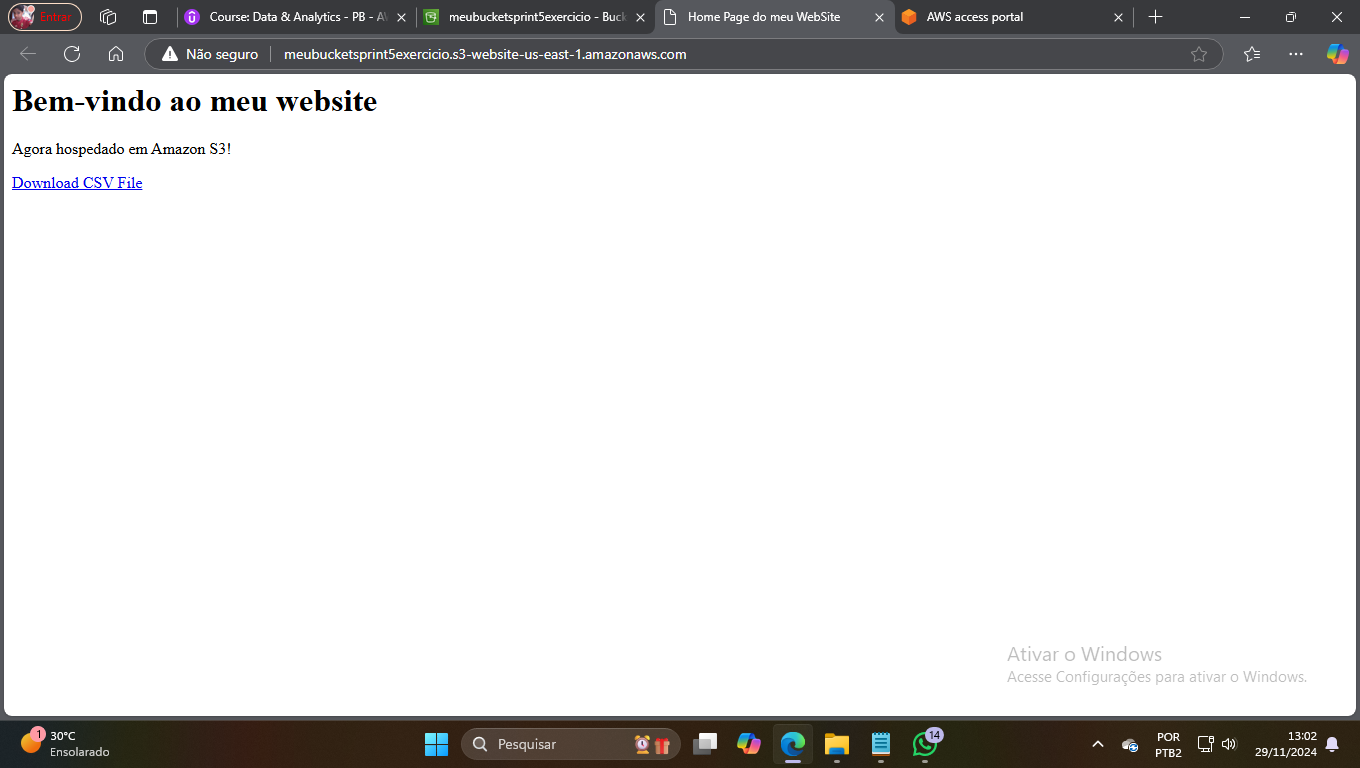 Entrar
Course: Data & Analytics - PB - AW
meubucketsprint5exercicio - Buck
Home Page do meu WebSite
AWS access portal
Não seguro
meubucketsprint5exercicio.s3-website-us-east-1.amazonaws.com
Bem-vindo ao meu website
Agora hospedado em Amazon S3!
Download CSV File
Ativar o Windows
Acesse Configurações para ativar o Windows.
1
30°C
Ensolarado
Pesquisar
14
POR
PTB2
13:02
29/11/2024